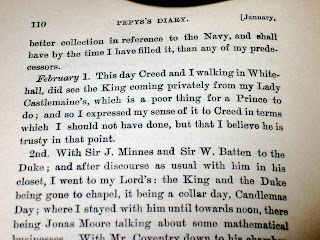 110 PEPYS'S DIARY. [January,
better collection in reference to the Navy, and shall
have by the time I have filled it, than any of my prede-
cessors.
February 1. This day Creed and I walking in White-
hall, did see the King coming privately from my Lady
Castlemaine's, which is a poor thing for a Prince to
do; and so I expressed my sense of it to Creed in terms
which I should not have done, but that I believe he is
trusty in that point.
2nd. With Sir J. Minnes and Sir W. Batten to the
Duke; and after discourse as usual with him in his
closet, I went to my Lord's: the King and the Duke
being gone to chapel, it being a collar day, Candlemas
Day; where I stayed with him until towards noon, there
being Jonas Moore talking about some mathematical
businesses. With Mr. Coventry down to his chamber